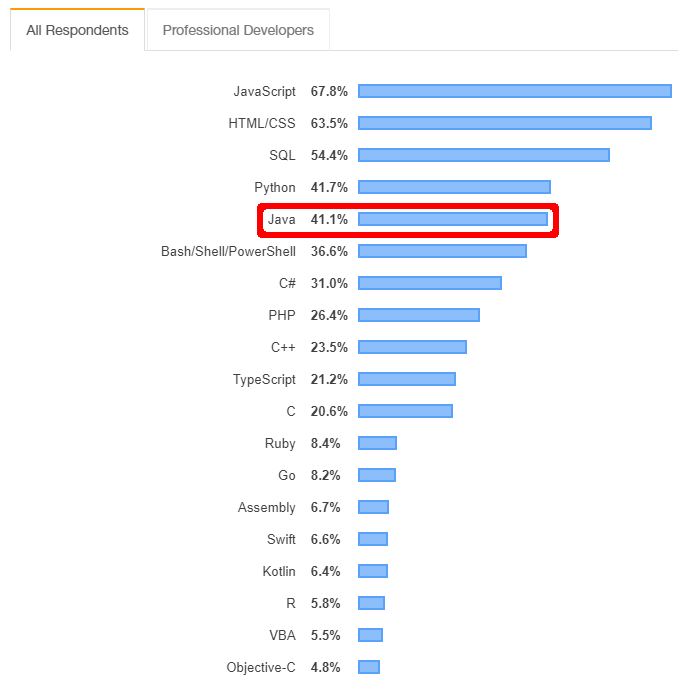 All Respondents Professional Developers
JavaScript 67.8%
HTML/CSS 63.5%
SQL 54.4%
Python 41.7%
Java 41.1%
Bash/Shell/PowerShell 36.6%
C# 31.0%
PHP 26.4%
C++ 23.5%
TypeScript 21.2%
C 20.6%
Ruby 8.4%
Go 8.2%
Assembly 6.7%
Swift 6.6%
Kotlin 6.4%
R 5.8%
VBA 5.5%
Objective-C 4.8%